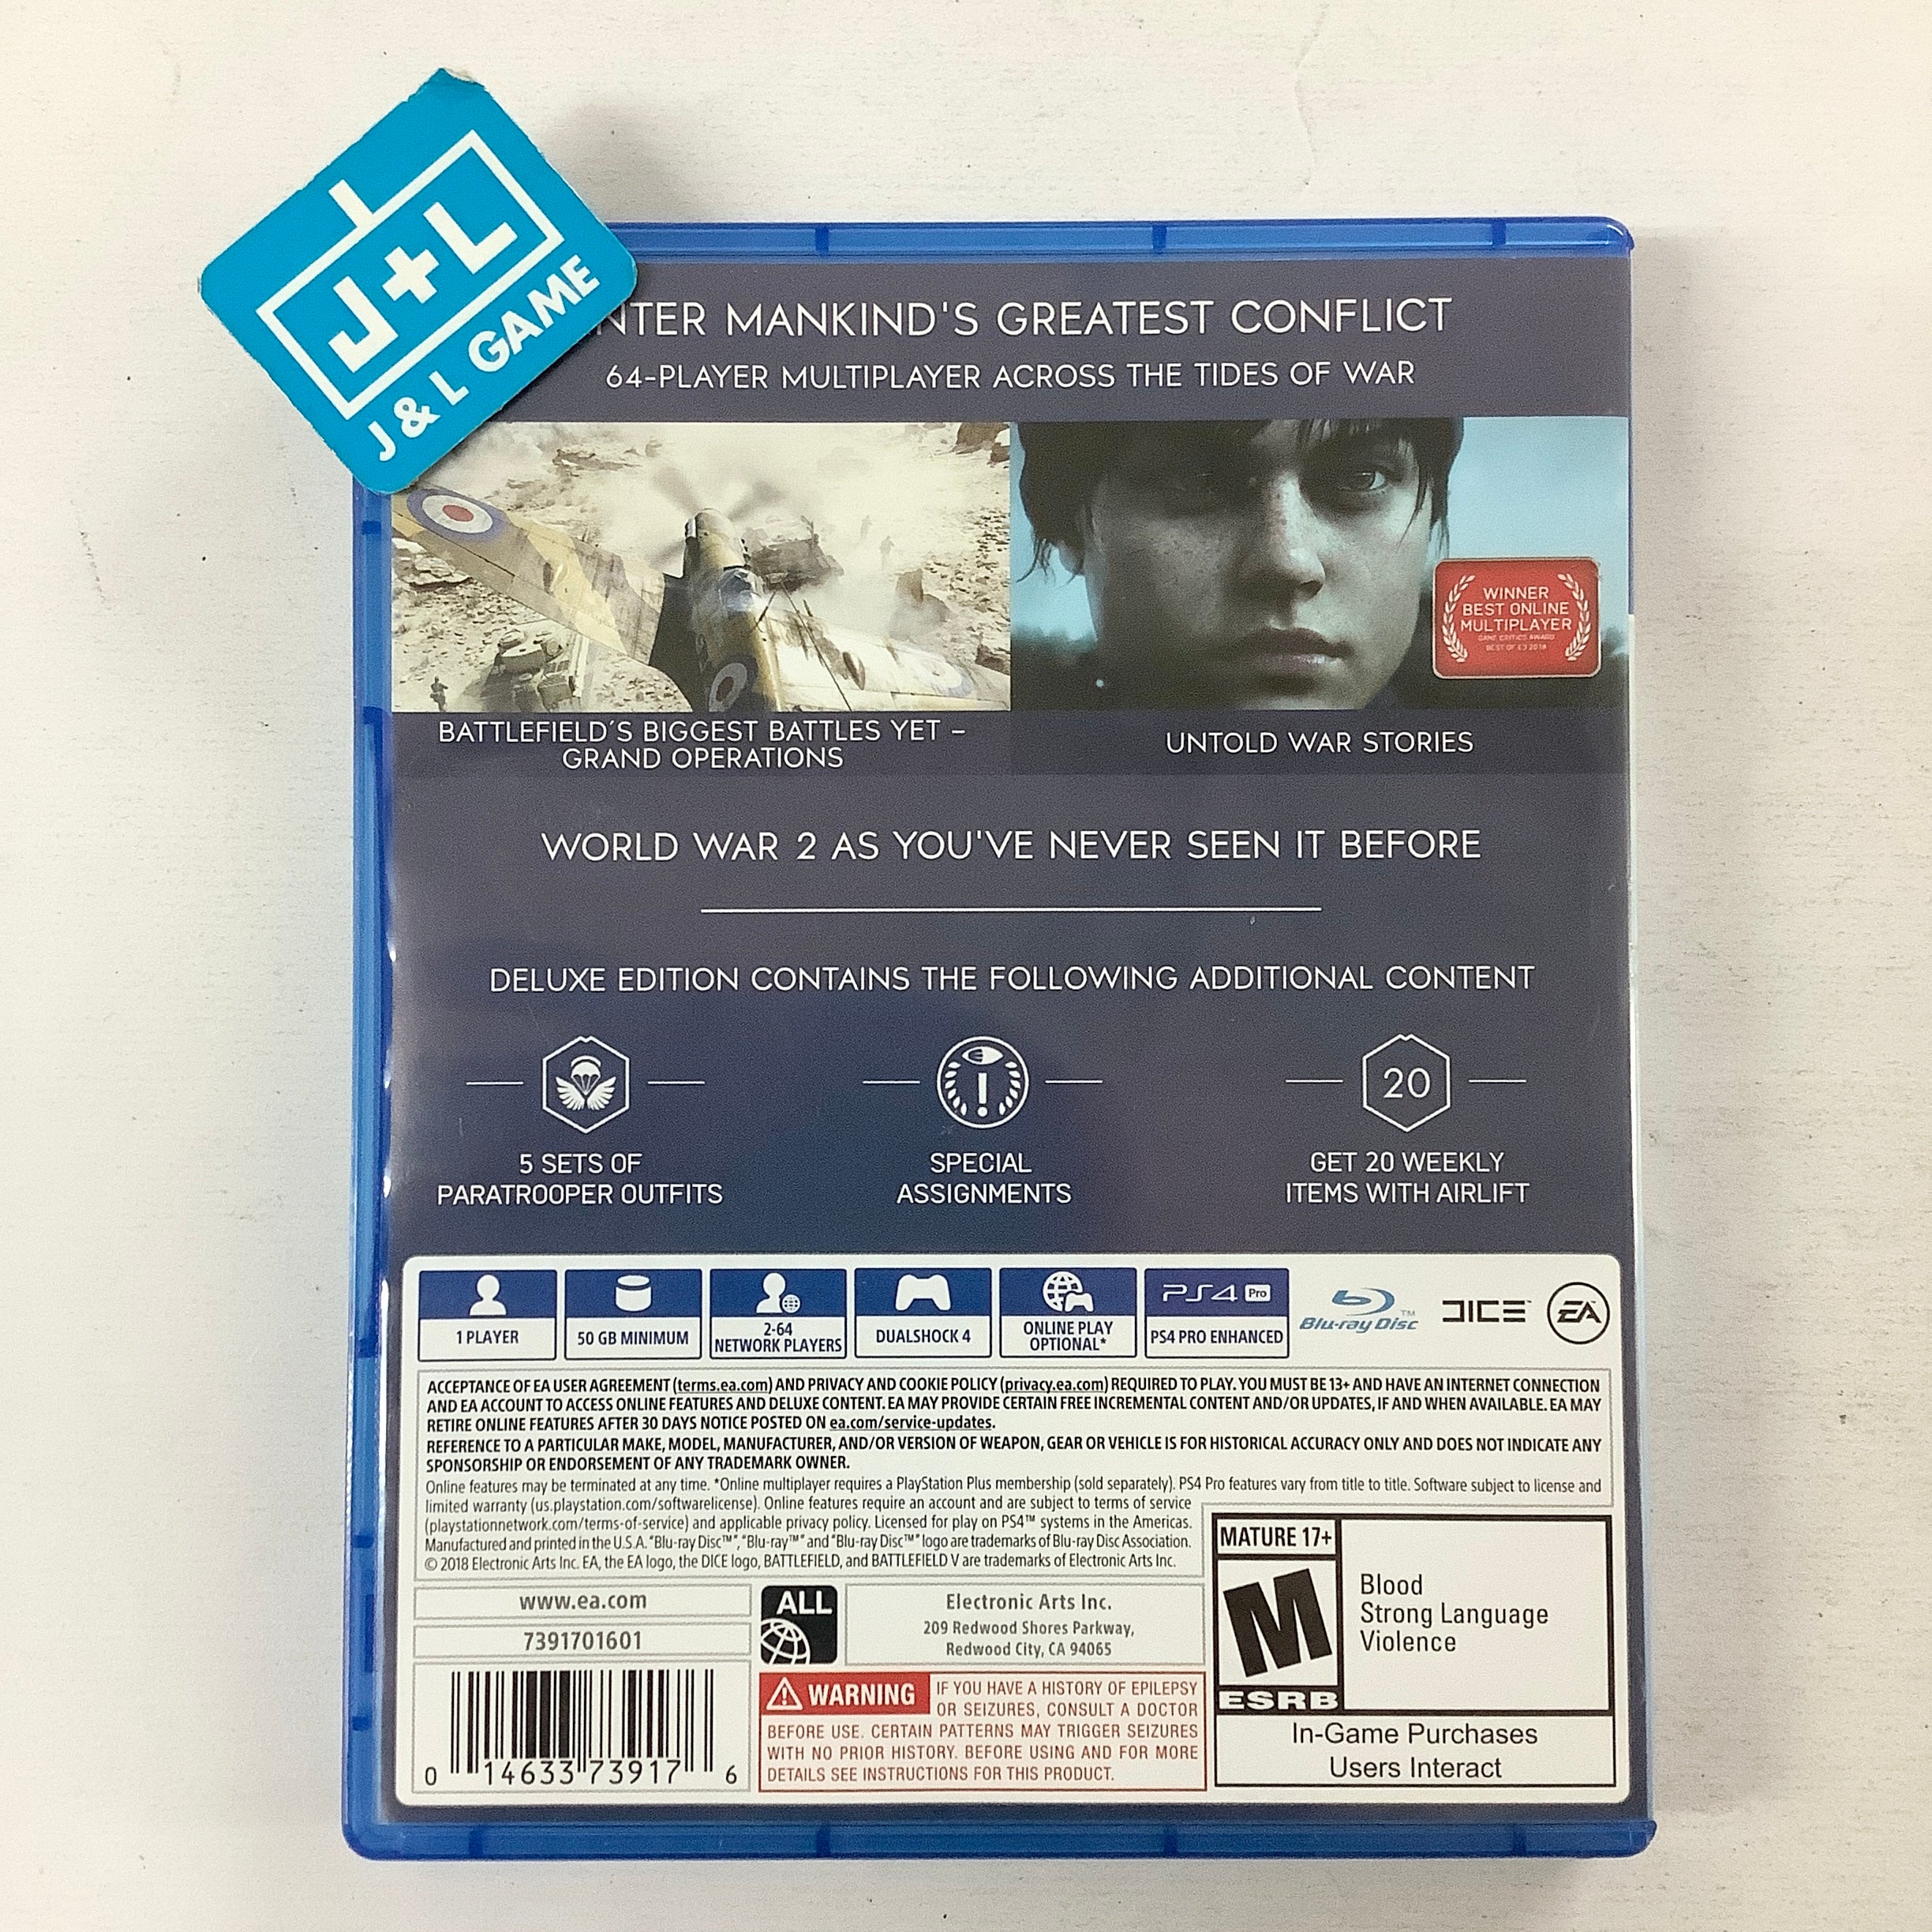 J+L
J & L GAME
NTER MANKIND'S GREATEST CONFLICT
64-PLAYER MULTIPLAYER ACROSS THE TIDES OF WAR
WINNER
BEST ONLINE
MULTIPLAYER
GAME CRITICS AWARD
BEST OF E3 2018
BATTLEFIELD'S BIGGEST BATTLES YET –
GRAND OPERATIONS
UNTOLD WAR STORIES
WORLD WAR 2 AS YOU'VE NEVER SEEN IT BEFORE
DELUXE EDITION CONTAINS THE FOLLOWING ADDITIONAL CONTENT
20
5 SETS OF
PARATROOPER OUTFITS
SPECIAL
ASSIGNMENTS
GET 20 WEEKLY
ITEMS WITH AIRLIFT
1 PLAYER
50 GB MINIMUM
2-64
NETWORK PLAYERS
DUALSHOCK 4
ONLINE PLAY
OPTIONAL*
PS4 Pro
PS4 PRO ENHANCED
Blu-ray Disc™
DICE™
EA
ACCEPTANCE OF EA USER AGREEMENT (terms.ea.com) AND PRIVACY AND COOKIE POLICY (privacy.ea.com) REQUIRED TO PLAY. YOU MUST BE 13+ AND HAVE AN INTERNET CONNECTION
AND EA ACCOUNT TO ACCESS ONLINE FEATURES AND DELUXE CONTENT. EA MAY PROVIDE CERTAIN FREE INCREMENTAL CONTENT AND/OR UPDATES, IF AND WHEN AVAILABLE. EA MAY
RETIRE ONLINE FEATURES AFTER 30 DAYS NOTICE POSTED ON ea.com/service-updates.
REFERENCE TO A PARTICULAR MAKE, MODEL, MANUFACTURER, AND/OR VERSION OF WEAPON, GEAR OR VEHICLE IS FOR HISTORICAL ACCURACY ONLY AND DOES NOT INDICATE ANY
SPONSORSHIP OR ENDORSEMENT OF ANY TRADEMARK OWNER.
Online features may be terminated at any time. *Online multiplayer requires a PlayStation Plus membership (sold separately). PS4 Pro features vary from title to title. Software subject to license and
limited warranty (us.playstation.com/softwarelicense). Online features require an account and are subject to terms of service
(playstationnetwork.com/terms-of-service) and applicable privacy policy. Licensed for play on PS4™ systems in the Americas.
Manufactured and printed in the U.S.A. "Blu-ray Disc™", "Blu-ray™" and "Blu-ray Disc™" logo are trademarks of Blu-ray Disc Association.
© 2018 Electronic Arts Inc. EA, the EA logo, the DICE logo, BATTLEFIELD, and BATTLEFIELD V are trademarks of Electronic Arts Inc.
www.ea.com
7391701601
ALL
Electronic Arts Inc.
209 Redwood Shores Parkway,
Redwood City, CA 94065
0 14633 73917 6
WARNING
IF YOU HAVE A HISTORY OF EPILEPSY
OR SEIZURES, CONSULT A DOCTOR
BEFORE USE. CERTAIN PATTERNS MAY TRIGGER SEIZURES
WITH NO PRIOR HISTORY. BEFORE USING AND FOR MORE
DETAILS SEE INSTRUCTIONS FOR THIS PRODUCT.
MATURE 17+
M
ESRB
Blood
Strong Language
Violence
In-Game Purchases
Users Interact